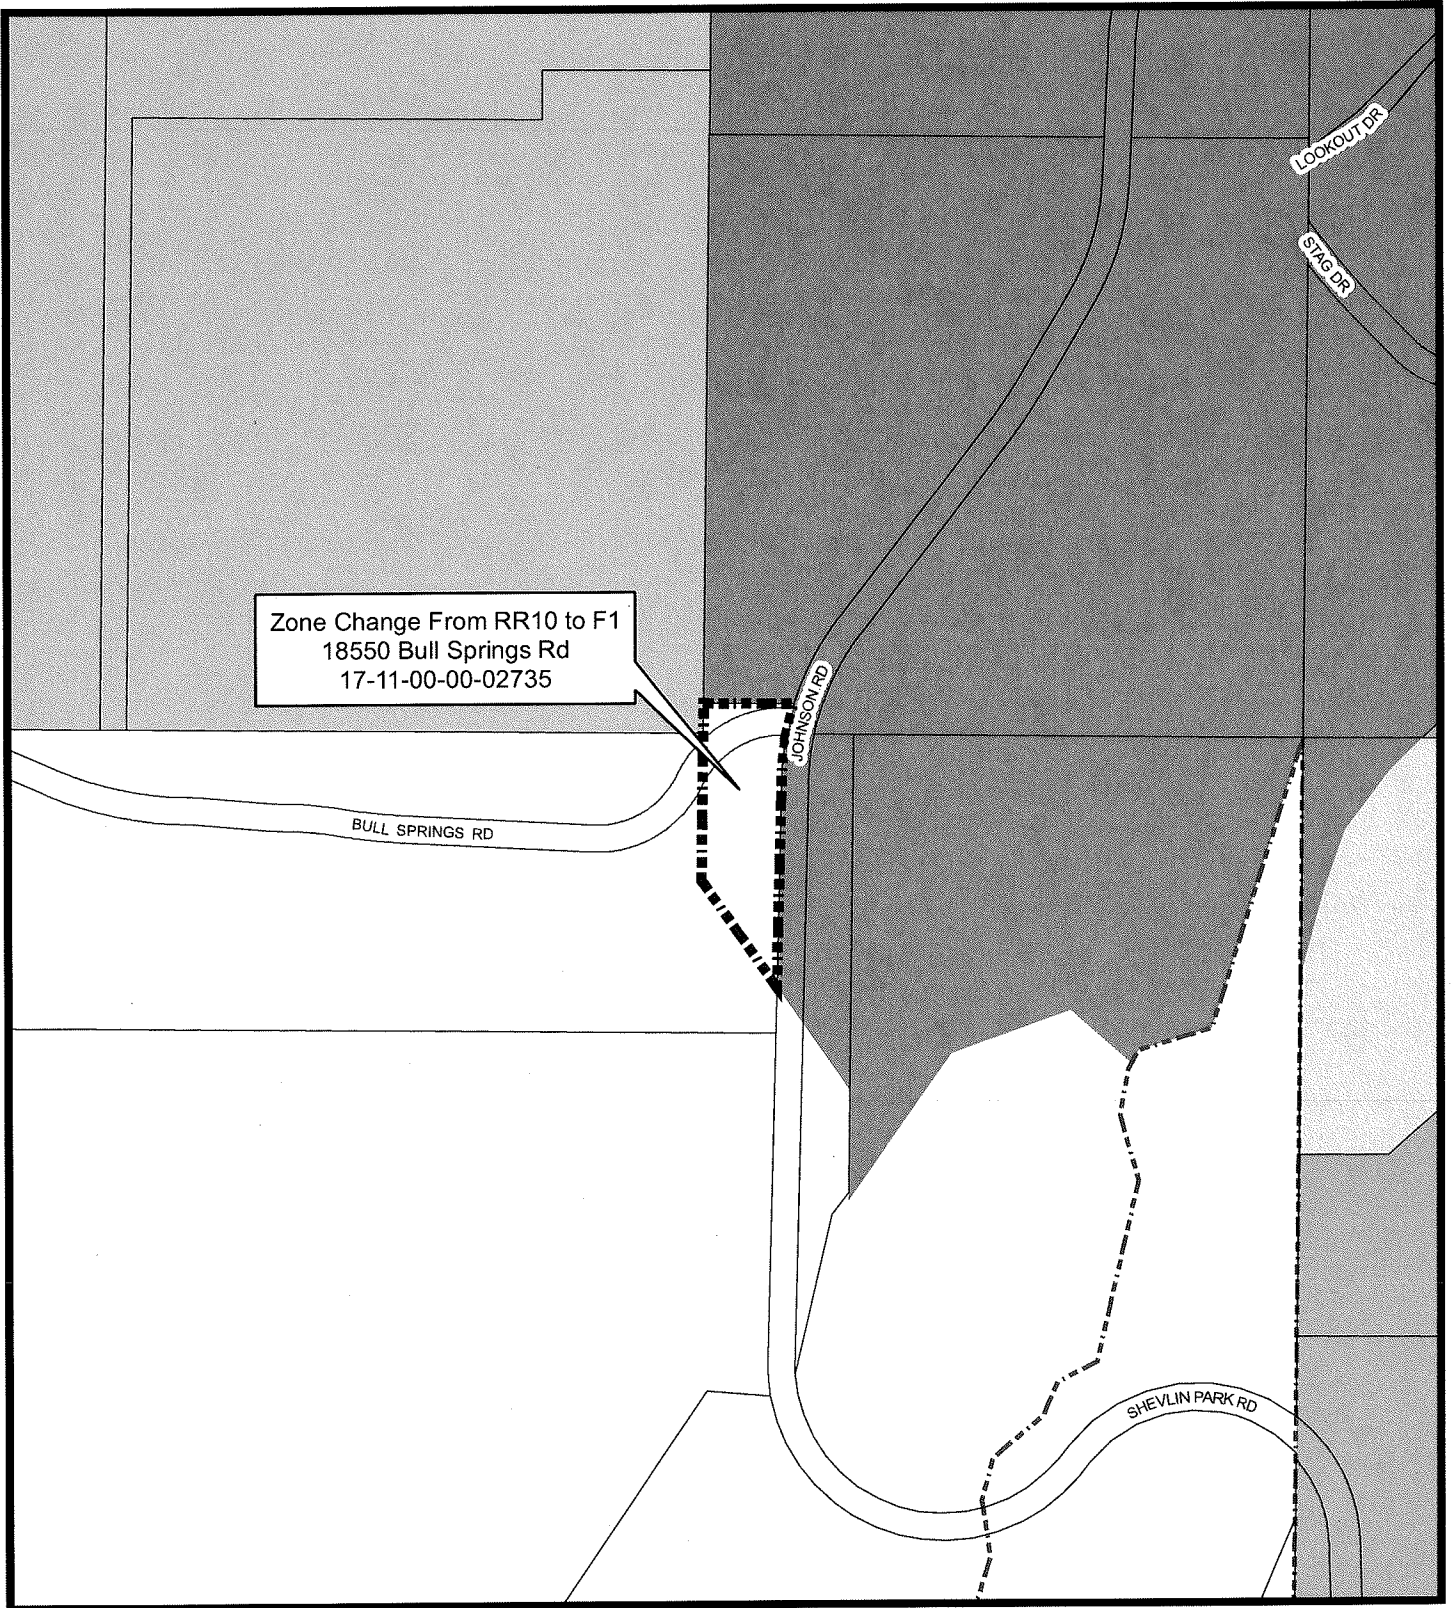 LOOKOUT DR
STAG DR
Zone Change From RR10 to F1
18550 Bull Springs Rd
17-11-00-00-02735
JOHNSON RD
BULL SPRINGS RD
SHEVLIN PARK RD